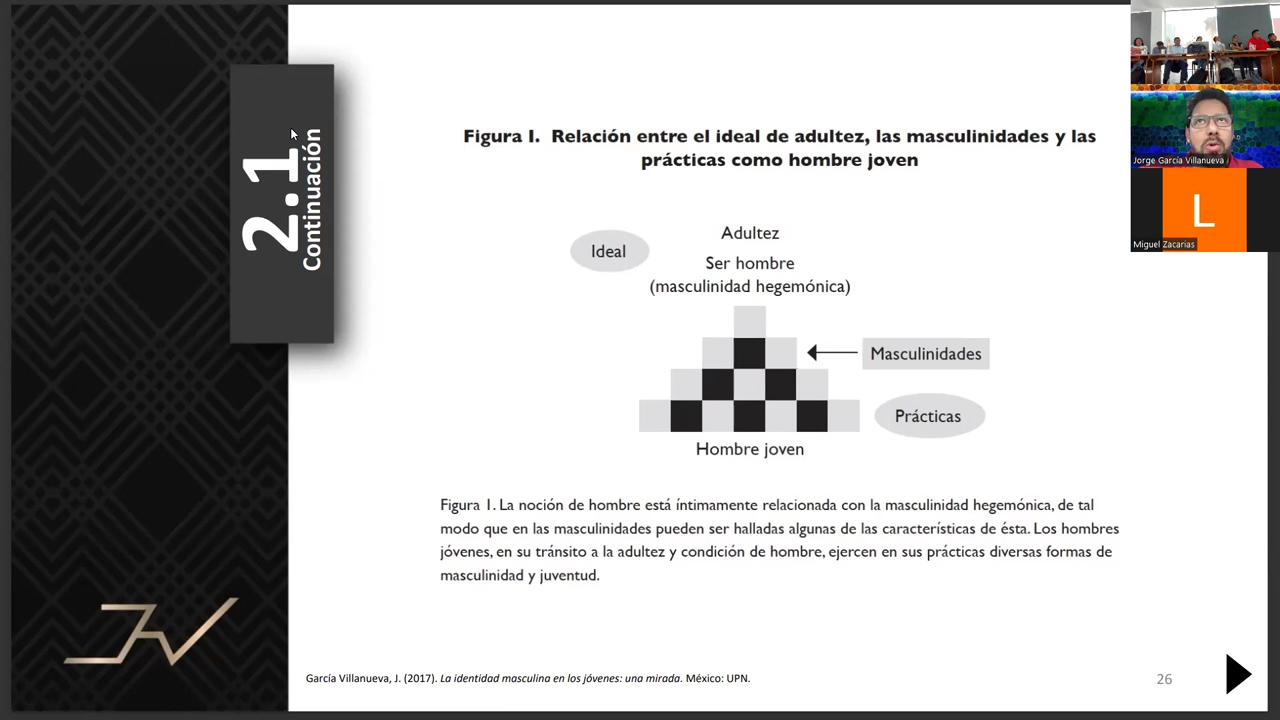 2.1.
Continuación
Figura I. Relación entre el ideal de adultez, las masculinidades y las
prácticas como hombre joven
Ideal
Adultez
Ser hombre
(masculinidad hegemónica)
Masculinidades
Prácticas
Hombre joven
Figura 1. La noción de hombre está íntimamente relacionada con la masculinidad hegemónica, de tal
modo que en las masculinidades pueden ser halladas algunas de las características de ésta. Los hombres
jóvenes, en su tránsito a la adultez y condición de hombre, ejercen en sus prácticas diversas formas de
masculinidad y juventud.
García Villanueva, J. (2017). La identidad masculina en los jóvenes: una mirada. México: UPN.
26
JGV
Jorge García Villanueva /
L
Miguel Zacarias